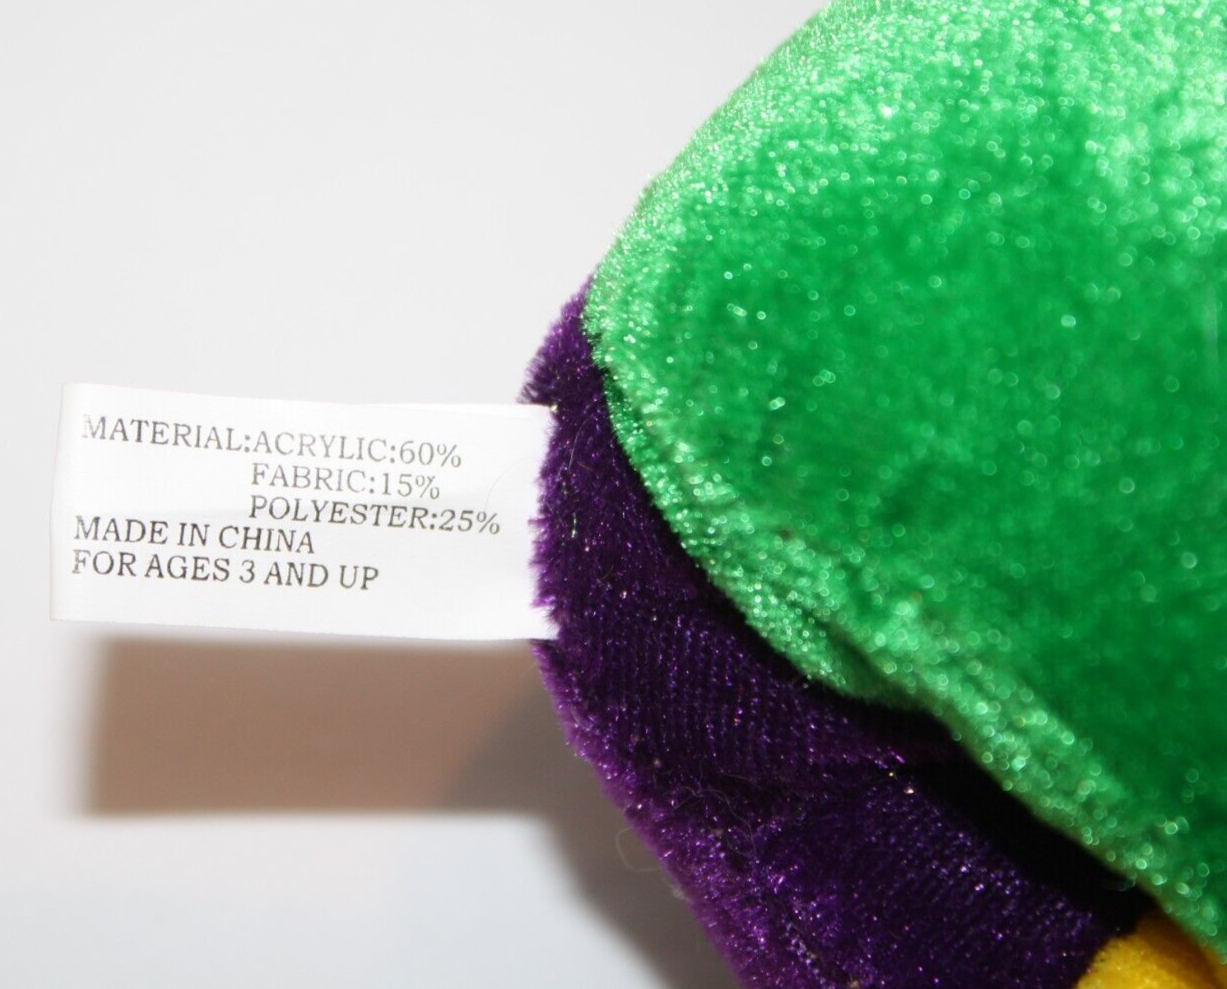 MATERIAL:ACRYLIC:60%
FABRIC:15%
POLYESTER:25%
MADE IN CHINA
FOR AGES 3 AND UP